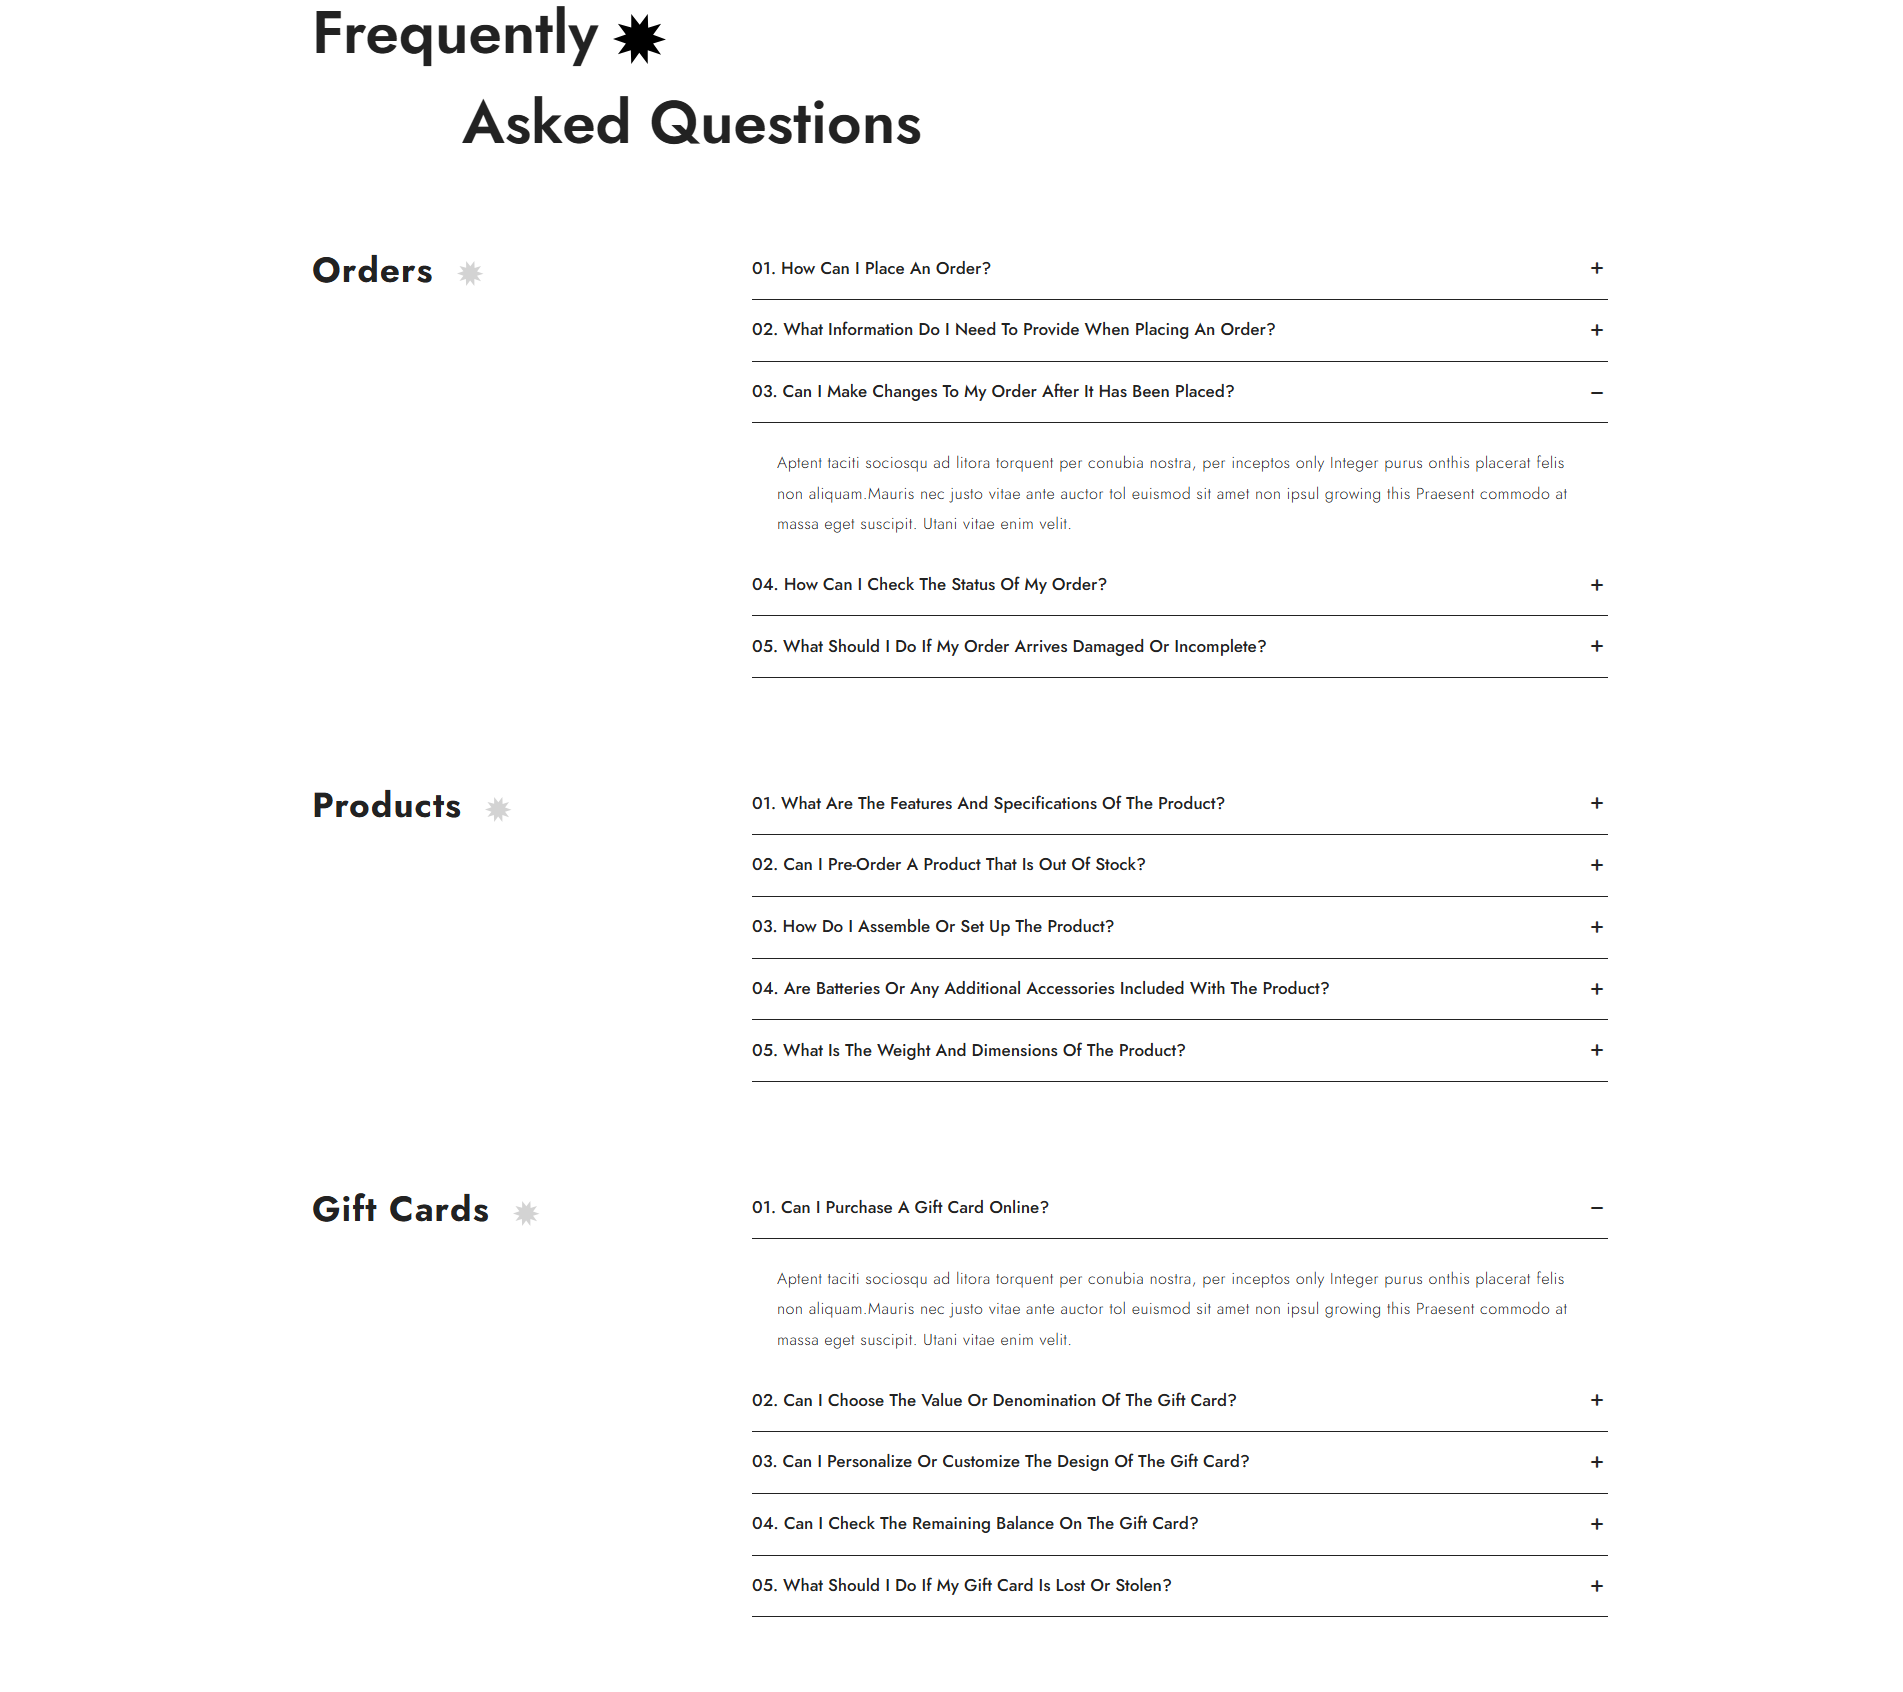 Frequently
Asked Questions
Orders
01. How Can I Place An Order?
02. What Information Do I Need To Provide When Placing An Order?
03. Can I Make Changes To My Order After It Has Been Placed?
Aptent taciti sociosqu ad litora torquent per conubia nostra, per inceptos only Integer purus onthis placerat felis
non aliquam.Mauris nec justo vitae ante auctor tol euismod sit amet non ipsul growing this Praesent commodo at
massa eget suscipit. Utani vitae enim velit.
04. How Can I Check The Status Of My Order?
05. What Should I Do If My Order Arrives Damaged Or Incomplete?
Products
01. What Are The Features And Specifications Of The Product?
02. Can I Pre-Order A Product That Is Out Of Stock?
03. How Do I Assemble Or Set Up The Product?
04. Are Batteries Or Any Additional Accessories Included With The Product?
05. What Is The Weight And Dimensions Of The Product?
Gift Cards
01. Can I Purchase A Gift Card Online?
Aptent taciti sociosqu ad litora torquent per conubia nostra, per inceptos only Integer purus onthis placerat felis
non aliquam.Mauris nec justo vitae ante auctor tol euismod sit amet non ipsul growing this Praesent commodo at
massa eget suscipit. Utani vitae enim velit.
02. Can I Choose The Value Or Denomination Of The Gift Card?
03. Can I Personalize Or Customize The Design Of The Gift Card?
04. Can I Check The Remaining Balance On The Gift Card?
05. What Should I Do If My Gift Card Is Lost Or Stolen?